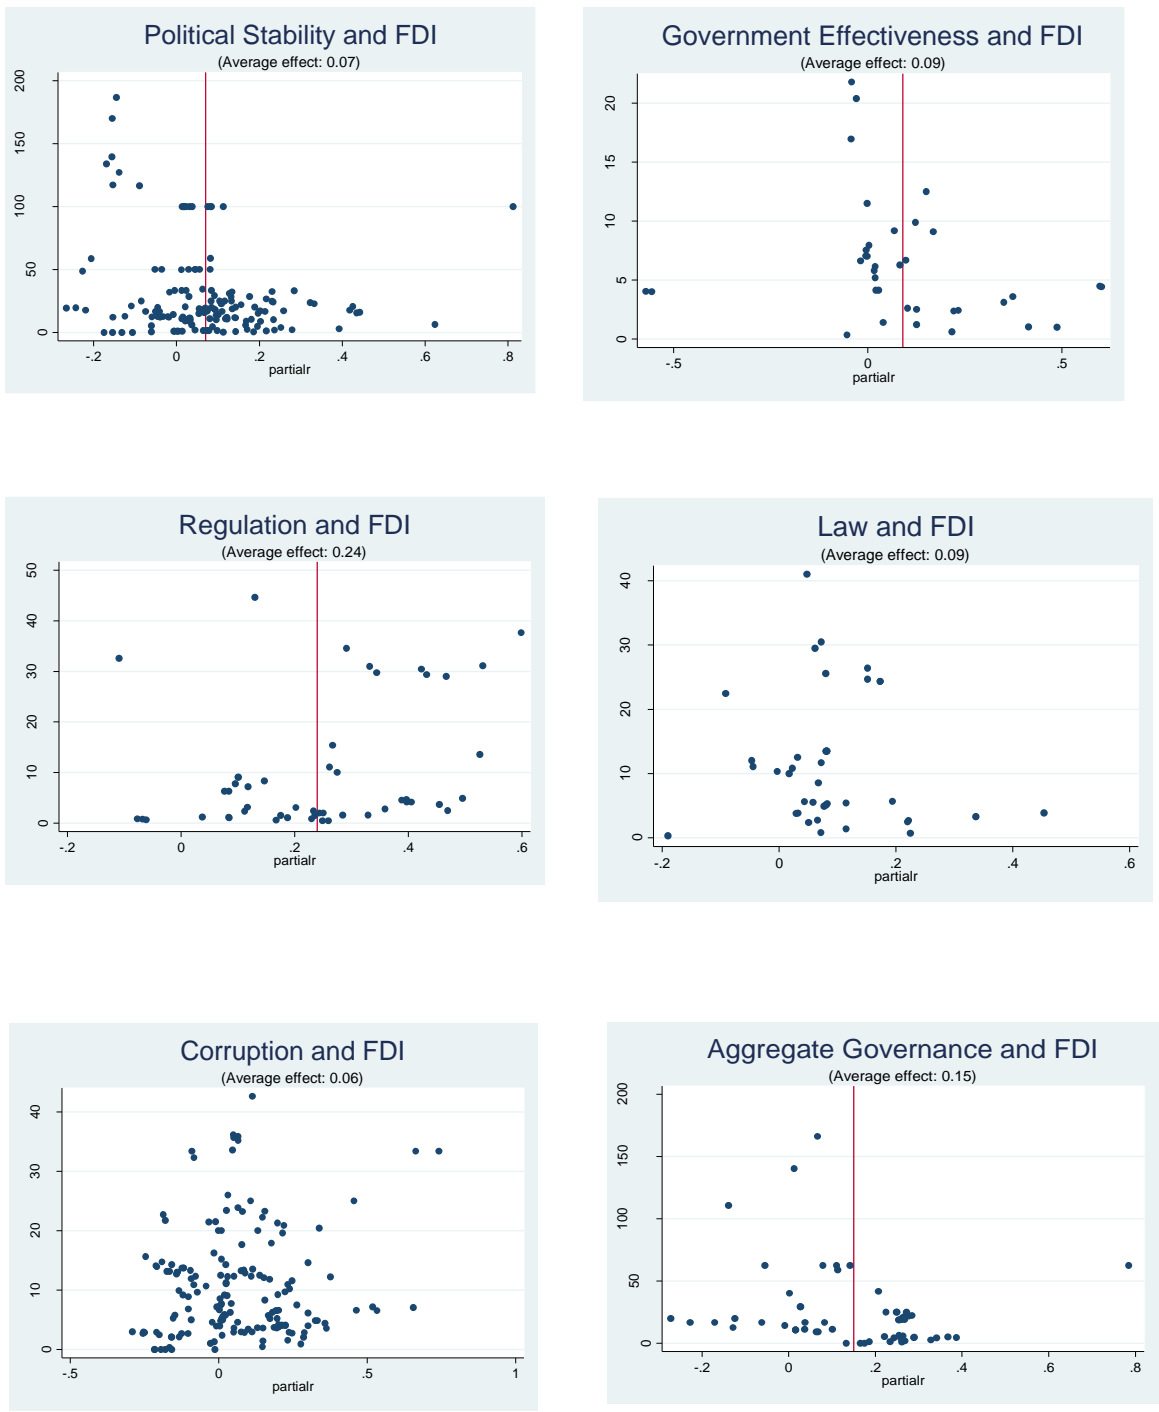 Political Stability and FDI
(Average effect: 0.07)
200
150
100
50
0
-.2 0 .2 .4 .6 .8
partialr
Government Effectiveness and FDI
(Average effect: 0.09)
20
15
10
5
0
-.5 0 .5
partialr
Regulation and FDI
(Average effect: 0.24)
50
40
30
20
10
0
-.2 0 .2 .4 .6
partialr
Law and FDI
(Average effect: 0.09)
40
30
20
10
0
-.2 0 .2 .4 .6
partialr
Corruption and FDI
(Average effect: 0.06)
40
30
20
10
0
-.5 0 .5 1
partialr
Aggregate Governance and FDI
(Average effect: 0.15)
200
150
100
50
0
-.2 0 .2 .4 .6 .8
partialr